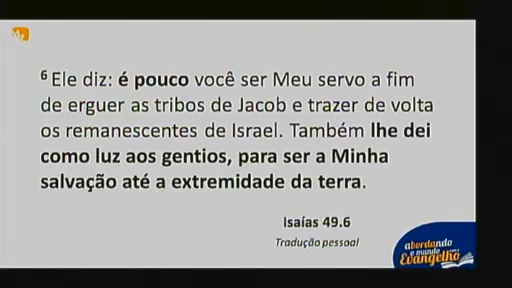 ⁶ Ele diz: é pouco você ser Meu servo a fim
de erguer as tribos de Jacob e trazer de volta
os remanescentes de Israel. Também lhe dei
como luz aos gentios, para ser a Minha
salvação até a extremidade da terra.
Isaías 49.6
Tradução pessoal
abordando
o mundo com o
Evangelho